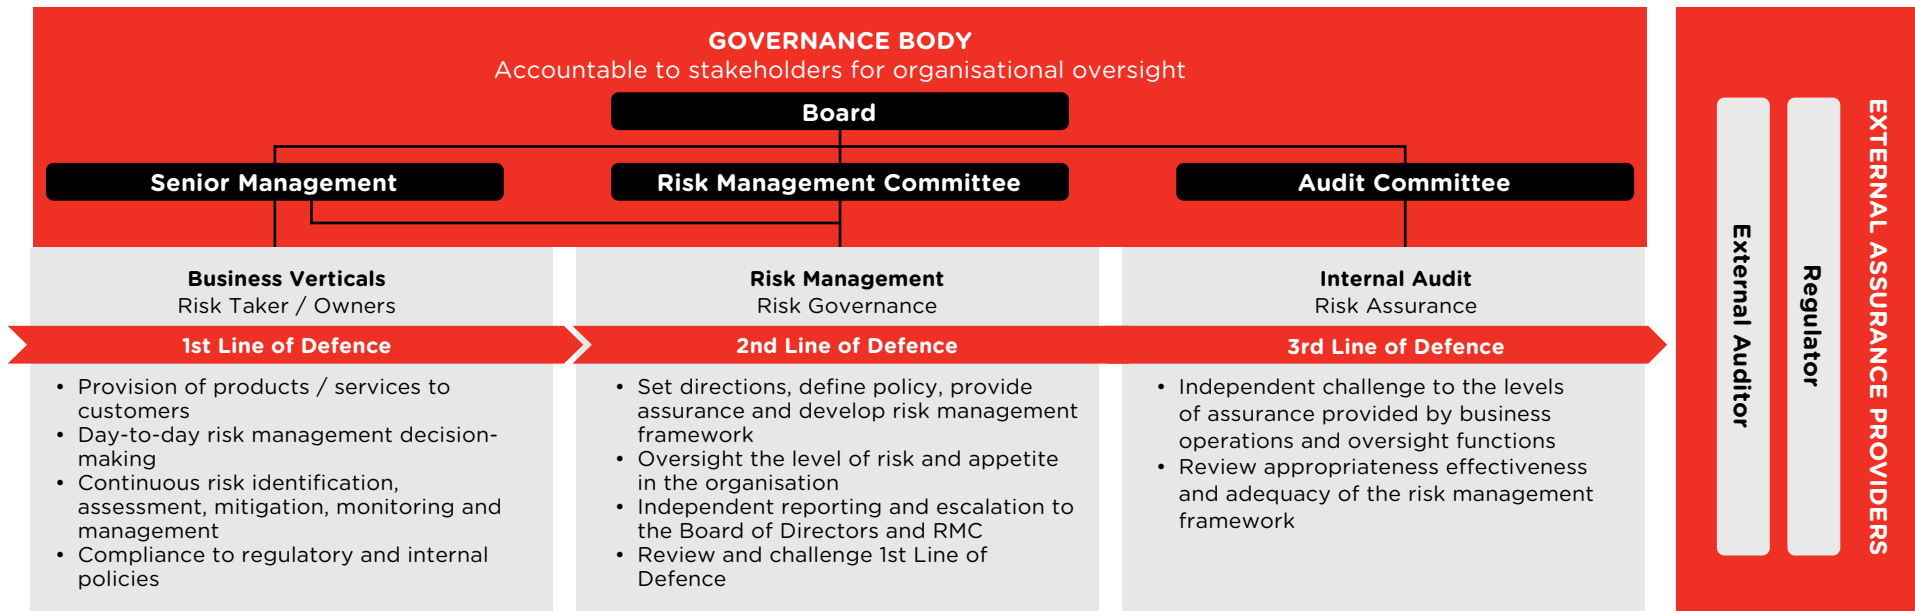 GOVERNANCE BODY
Accountable to stakeholders for organisational oversight
Board
Senior Management
Risk Management Committee
Audit Committee
Business Verticals
Risk Taker / Owners
1st Line of Defence
• Provision of products / services to
customers
• Day-to-day risk management decision-
making
• Continuous risk identification,
assessment, mitigation, monitoring and
management
• Compliance to regulatory and internal
policies
Risk Management
Risk Governance
2nd Line of Defence
• Set directions, define policy, provide
assurance and develop risk management
framework
• Oversight the level of risk and appetite
in the organisation
• Independent reporting and escalation to
the Board of Directors and RMC
• Review and challenge 1st Line of
Defence
Internal Audit
Risk Assurance
3rd Line of Defence
• Independent challenge to the levels
of assurance provided by business
operations and oversight functions
• Review appropriateness effectiveness
and adequacy of the risk management
framework
EXTERNAL ASSURANCE PROVIDERS
Regulator
External Auditor